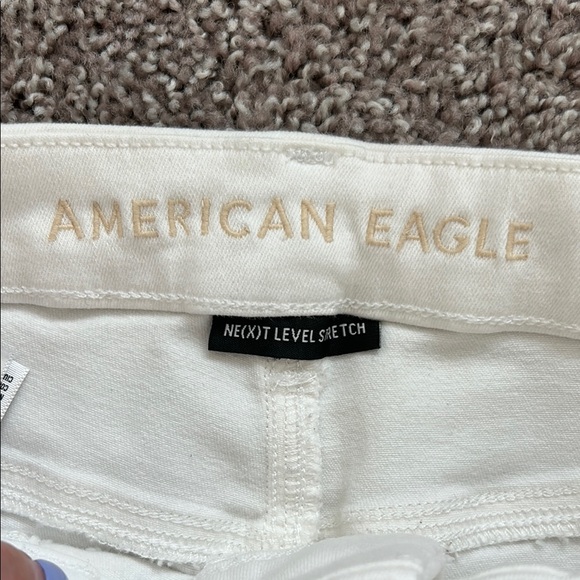 AMERICAN EAGLE
NE(X)T LEVEL STRETCH